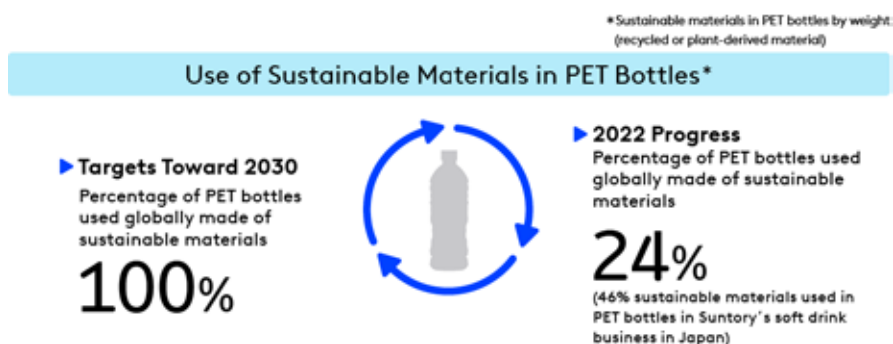 *Sustainable materials in PET bottles by weight
(recycled or plant-derived material)
Use of Sustainable Materials in PET Bottles*
Targets Toward 2030
Percentage of PET bottles
used globally made of
sustainable materials
100%
2022 Progress
Percentage of PET bottles used
globally made of sustainable
materials
24%
(46% sustainable materials used in
PET bottles in Suntory's soft drink
business in Japan)